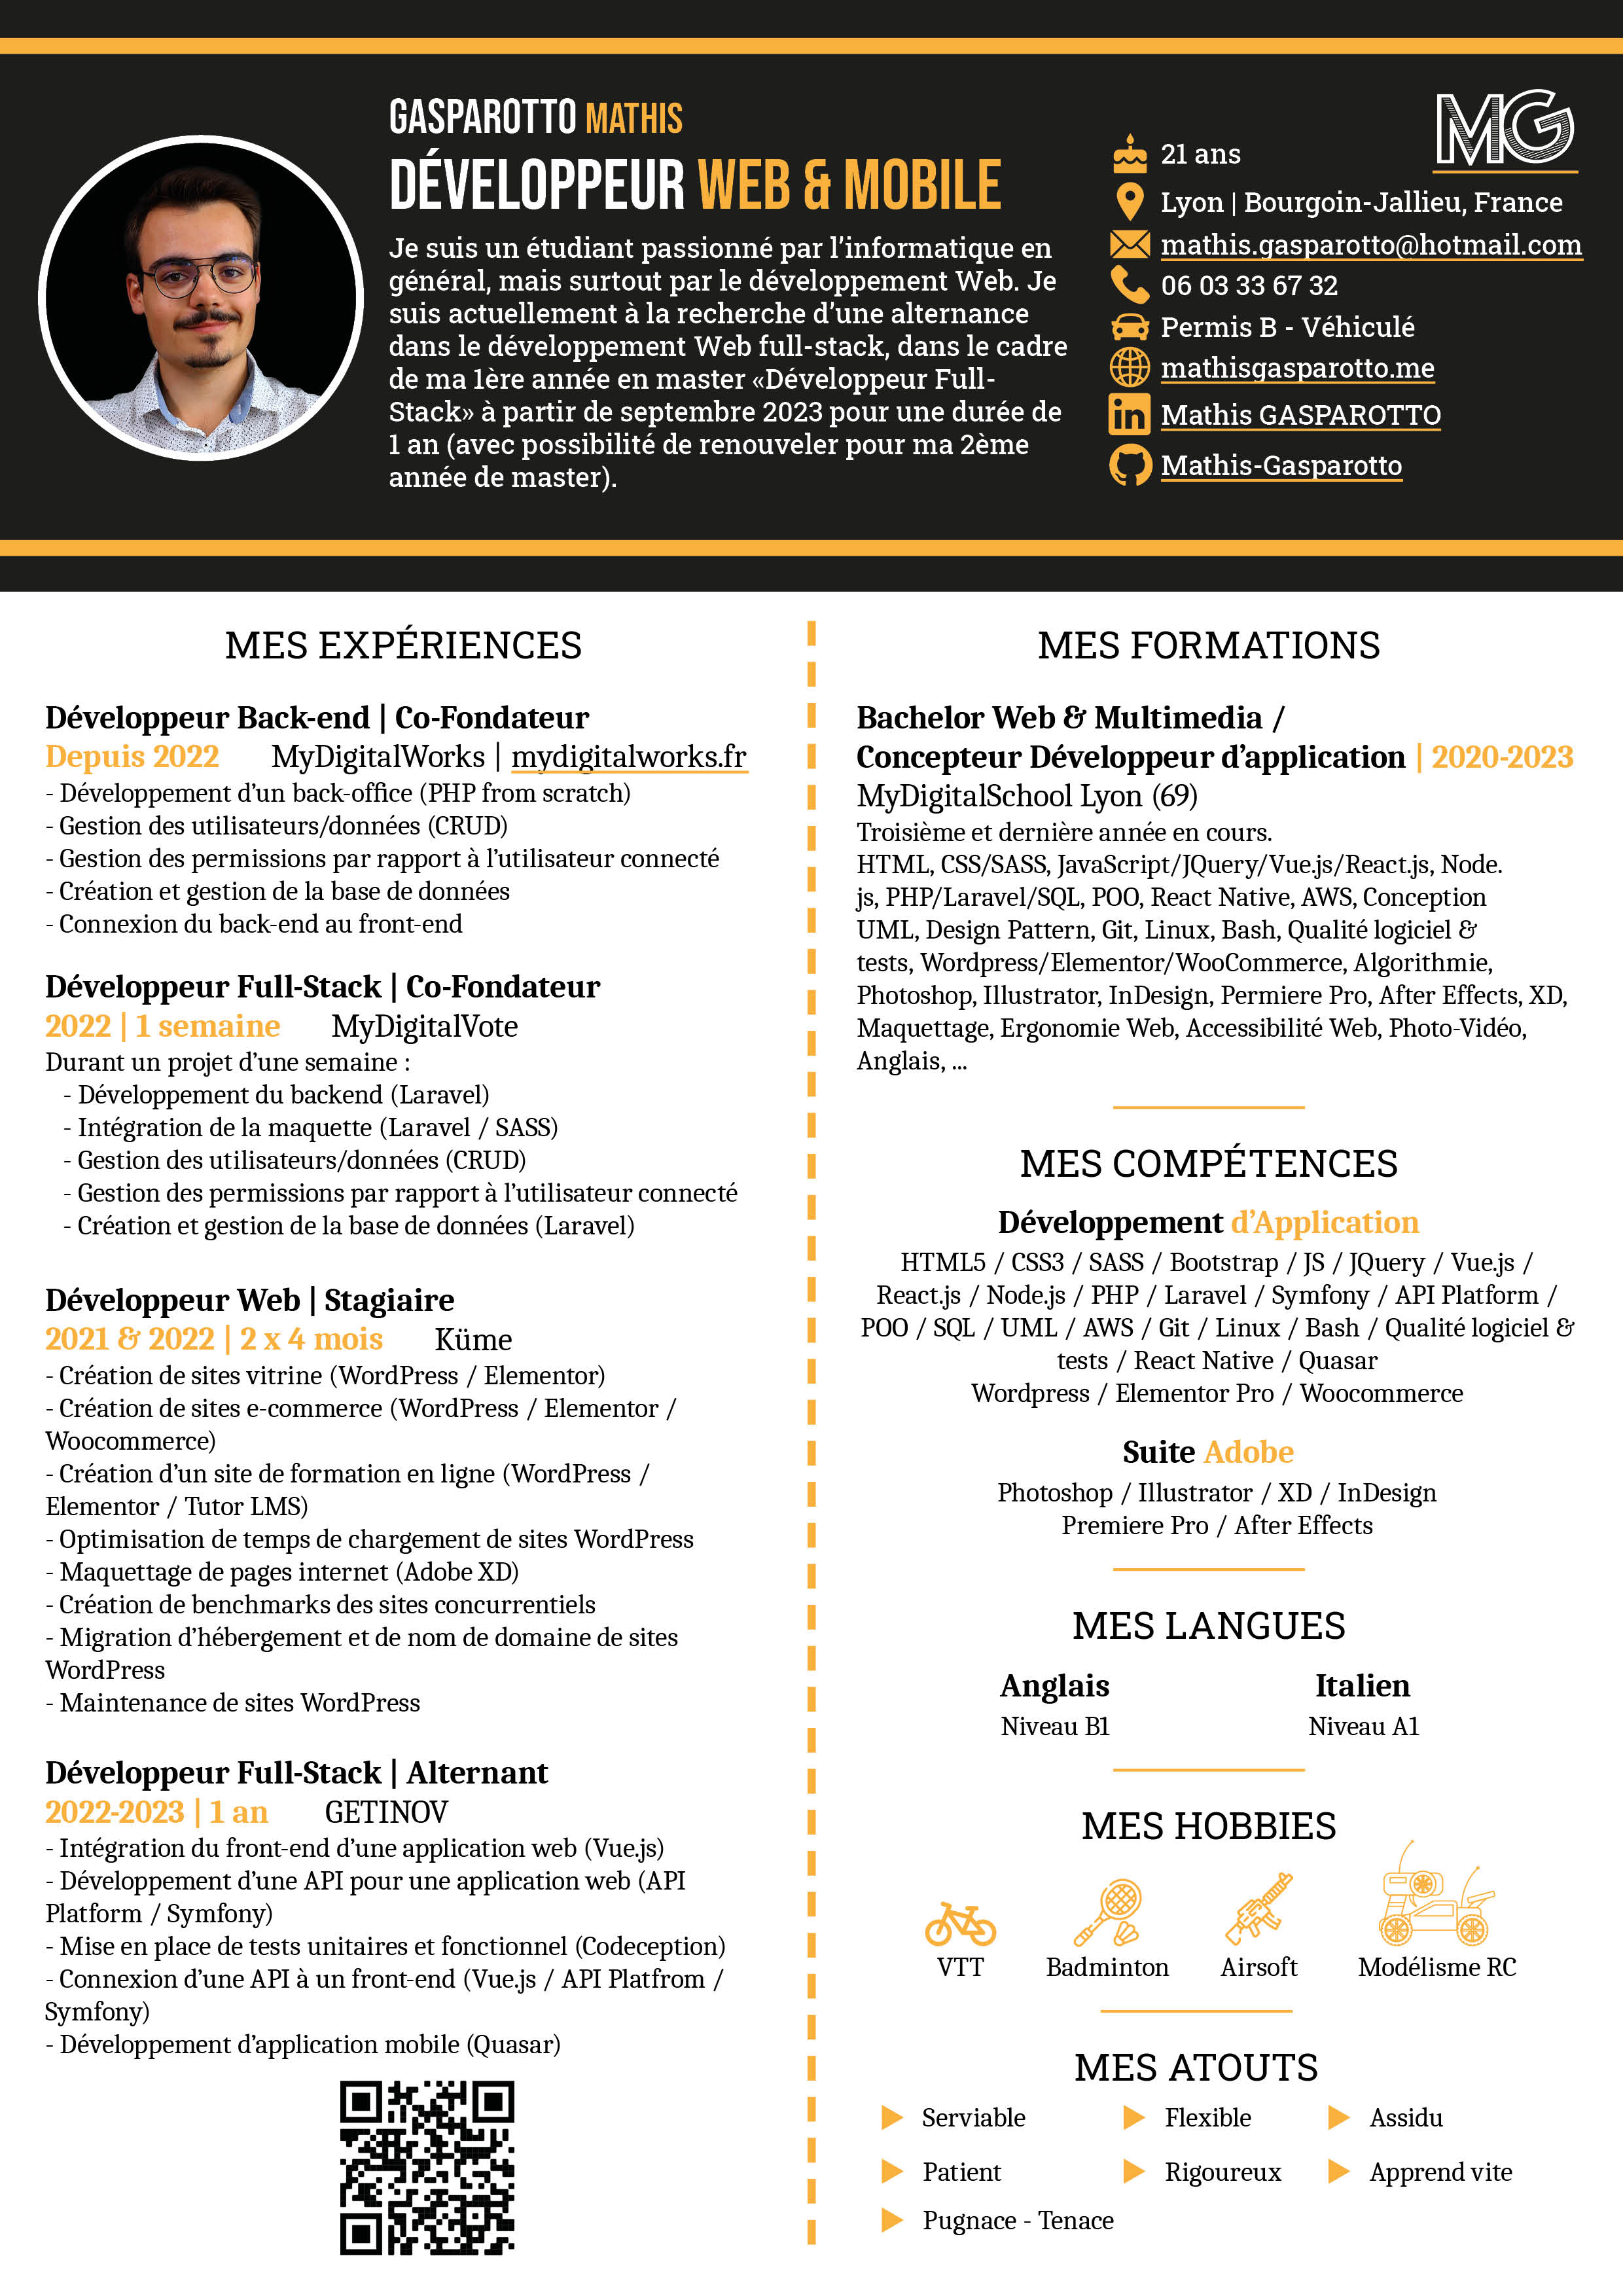 GASPAROTTO MATHIS
DÉVELOPPEUR WEB & MOBILE
Je suis un étudiant passionné par l’informatique en
général, mais surtout par le développement Web. Je
suis actuellement à la recherche d’une alternance
dans le développement Web full-stack, dans le cadre
de ma 1ère année en master «Développeur Full-
Stack» à partir de septembre 2023 pour une durée de
1 an (avec possibilité de renouveler pour ma 2ème
année de master).
MG
21 ans
Lyon | Bourgoin-Jallieu, France
mathis.gasparotto@hotmail.com
06 03 33 67 32
Permis B - Véhiculé
mathisgasparotto.me
in Mathis GASPAROTTO
Mathis-Gasparotto
MES EXPÉRIENCES
Développeur Back-end | Co-Fondateur
Depuis 2022 MyDigitalWorks | mydigitalworks.fr
- Développement d’un back-office (PHP from scratch)
- Gestion des utilisateurs/données (CRUD)
- Gestion des permissions par rapport à l’utilisateur connecté
- Création et gestion de la base de données
- Connexion du back-end au front-end
Développeur Full-Stack | Co-Fondateur
2022 | 1 semaine MyDigitalVote
Durant un projet d’une semaine :
- Développement du backend (Laravel)
- Intégration de la maquette (Laravel / SASS)
- Gestion des utilisateurs/données (CRUD)
- Gestion des permissions par rapport à l’utilisateur connecté
- Création et gestion de la base de données (Laravel)
Développeur Web | Stagiaire
2021 & 2022 | 2 x 4 mois Küme
- Création de sites vitrine (WordPress / Elementor)
- Création de sites e-commerce (WordPress / Elementor /
Woocommerce)
- Création d’un site de formation en ligne (WordPress /
Elementor / Tutor LMS)
- Optimisation de temps de chargement de sites WordPress
- Maquettage de pages internet (Adobe XD)
- Création de benchmarks des sites concurrentiels
- Migration d’hébergement et de nom de domaine de sites
WordPress
- Maintenance de sites WordPress
Développeur Full-Stack | Alternant
2022-2023 | 1 an GETINOV
- Intégration du front-end d’une application web (Vue.js)
- Développement d’une API pour une application web (API
Platform / Symfony)
- Mise en place de tests unitaires et fonctionnel (Codeception)
- Connexion d’une API à un front-end (Vue.js / API Platfrom /
Symfony)
- Développement d’application mobile (Quasar)
MES FORMATIONS
Bachelor Web & Multimedia /
Concepteur Développeur d’application | 2020-2023
MyDigitalSchool Lyon (69)
Troisième et dernière année en cours.
HTML, CSS/SASS, JavaScript/JQuery/Vue.js/React.js, Node.
js, PHP/Laravel/SQL, POO, React Native, AWS, Conception
UML, Design Pattern, Git, Linux, Bash, Qualité logiciel &
tests, Wordpress/Elementor/WooCommerce, Algorithmie,
Photoshop, Illustrator, InDesign, Permiere Pro, After Effects, XD,
Maquettage, Ergonomie Web, Accessibilité Web, Photo-Vidéo,
Anglais, ...
MES COMPÉTENCES
Développement d’Application
HTML5 / CSS3 / SASS / Bootstrap / JS / JQuery / Vue.js /
React.js / Node.js / PHP / Laravel / Symfony / API Platform /
POO / SQL / UML / AWS / Git / Linux / Bash / Qualité logiciel &
tests / React Native / Quasar
Wordpress / Elementor Pro / Woocommerce
Suite Adobe
Photoshop / Illustrator / XD / InDesign
Premiere Pro / After Effects
MES LANGUES
Anglais Italien
Niveau B1 Niveau A1
MES HOBBIES
VTT Badminton Airsoft Modélisme RC
MES ATOUTS
Serviable Flexible Assidu
Patient Rigoureux Apprend vite
Pugnace - Tenace